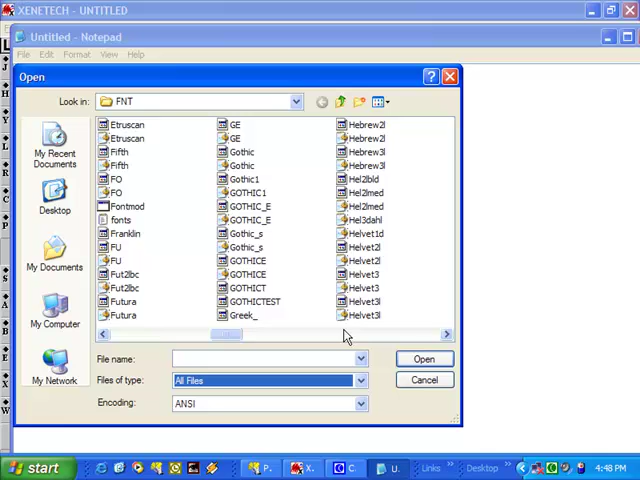 XENETECH - UNTITLED
Untitled - Notepad
File Edit Format View Help
Open
Look in: FNT
My Recent
Documents
Desktop
My Documents
My Computer
My Network
Etruscan
Etruscan
Fifth
Fifth
FO
FO
Fontmod
fonts
Franklin
FU
FU
Fut2lbc
Fut2lbc
Futura
Futura
GE
GE
Gothic
Gothic
Gothic1
GOTHIC1
GOTHIC_E
GOTHIC_E
Gothic_s
Gothic_s
GOTHICE
GOTHICE
GOTHICT
GOTHICTEST
Greek_
Hebrew2l
Hebrew2l
Hebrew3l
Hebrew3l
Hel2lbld
Hel2lmed
Hel2lmed
Hel3dahl
Helvet1d
Helvet2l
Helvet2l
Helvet3
Helvet3
Helvet3l
Helvet3l
File name: Open
Files of type: All Files Cancel
Encoding: ANSI
L
J
H
Y
L
R
C
P
S
A
B
E
X
W
start P. X. C. U. Links » Desktop » 4:48 PM